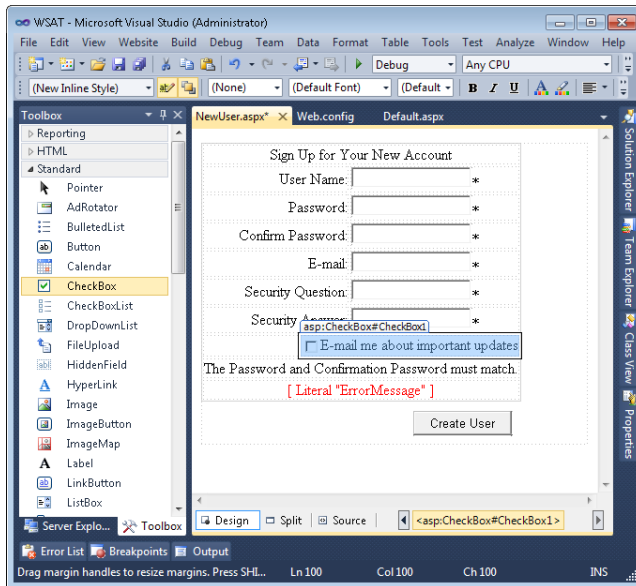 WSAT - Microsoft Visual Studio (Administrator)
File Edit View Website Build Debug Team Data Format Table Tools Test Analyze Window Help
Debug Any CPU
(New Inline Style) (None) (Default Font) (Default B I U A
Toolbox
NewUser.aspx* Web.config Default.aspx
Reporting
HTML
Standard
Pointer
AdRotator
BulletedList
Button
Calendar
CheckBox
CheckBoxList
DropDownList
FileUpload
HiddenField
HyperLink
Image
ImageButton
ImageMap
Label
LinkButton
ListBox
Server Explo... Toolbox
Sign Up for Your New Account
User Name: *
Password: *
Confirm Password: *
E-mail: *
Security Question: *
Security Answer: *
asp:CheckBox#CheckBox1
E-mail me about important updates
The Password and Confirmation Password must match.
[ Literal "ErrorMessage" ]
Create User
Design Split Source <asp:CheckBox#CheckBox1>
Solution Explorer
Team Explorer
Class View
Properties
Error List Breakpoints Output
Drag margin handles to resize margins. Press SHI... Ln 100 Col 100 Ch 100 INS